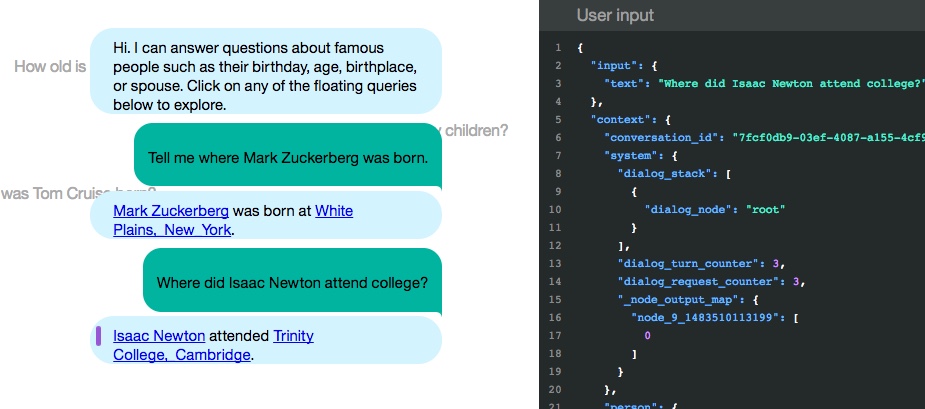 Hi. I can answer questions about famous
How old is
people such as their birthday, age, birthplace,
or spouse. Click on any of the floating queries
below to explore.
children?
Tell me where Mark Zuckerberg was born.
was Tom Cruise born?
Mark Zuckerberg was born at White
Plains, New York.
Where did Isaac Newton attend college?
Isaac Newton attended Trinity
College, Cambridge.
User input
1 {
2 "input": {
3 "text": "Where did Isaac Newton attend college?"
4 },
5 "context": {
6 "conversation_id": "7fcf0db9-03ef-4087-a155-4cf9
7 "system": {
8 "dialog_stack": [
9 {
10 "dialog_node": "root"
11 }
12 ],
13 "dialog_turn_counter": 3,
14 "dialog_request_counter": 3,
15 "_node_output_map": {
16 "node_9_1483510113199": [
17 0
18 ]
19 }
20 },
21 "person": {